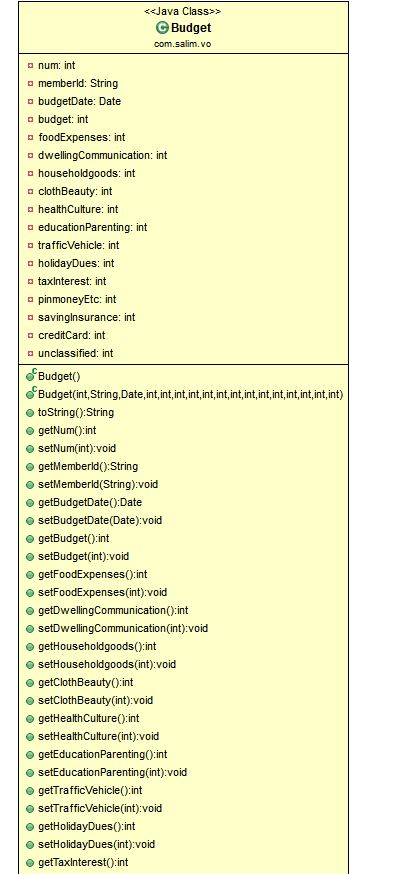 <<Java Class>>
Budget
com.salim.vo
num: int
memberId: String
budgetDate: Date
budget: int
foodExpenses: int
dwellingCommunication: int
householdgoods: int
clothBeauty: int
healthCulture: int
educationParenting: int
trafficVehicle: int
holidayDues: int
taxInterest: int
pinmoneyEtc: int
savingInsurance: int
creditCard: int
unclassified: int
Budget()
Budget(int,String,Date,int,int,int,int,int,int,int,int,int,int,int,int,int,int)
toString():String
getNum():int
setNum(int):void
getMemberId():String
setMemberId(String):void
getBudgetDate():Date
setBudgetDate(Date):void
getBudget():int
setBudget(int):void
getFoodExpenses():int
setFoodExpenses(int):void
getDwellingCommunication():int
setDwellingCommunication(int):void
getHouseholdgoods():int
setHouseholdgoods(int):void
getClothBeauty():int
setClothBeauty(int):void
getHealthCulture():int
setHealthCulture(int):void
getEducationParenting():int
setEducationParenting(int):void
getTrafficVehicle():int
setTrafficVehicle(int):void
getHolidayDues():int
setHolidayDues(int):void
getTaxInterest():int